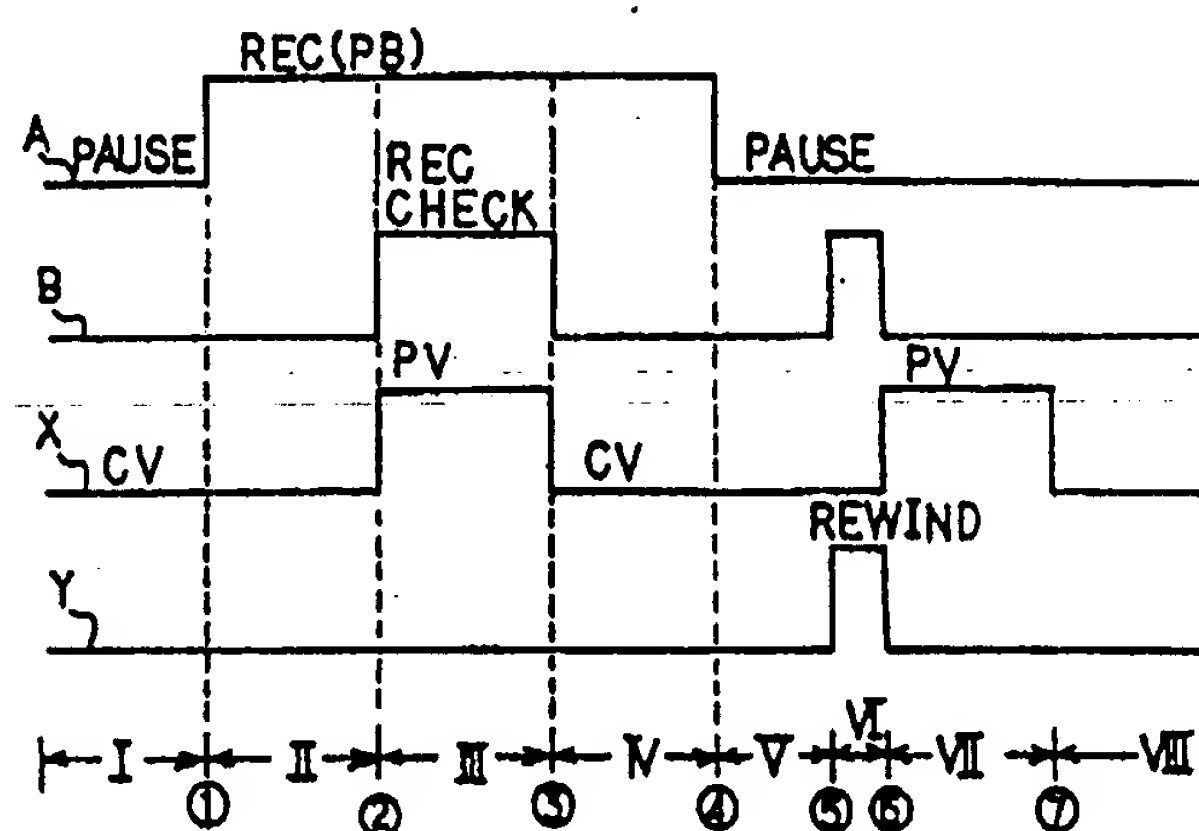 REC(PB)
A PAUSE
REC
CHECK
PAUSE
B
PV
PV
X CV
CV
REWIND
Y
I II III IV V VI VII VIII
① ② ③ ④ ⑤ ⑥ ⑦